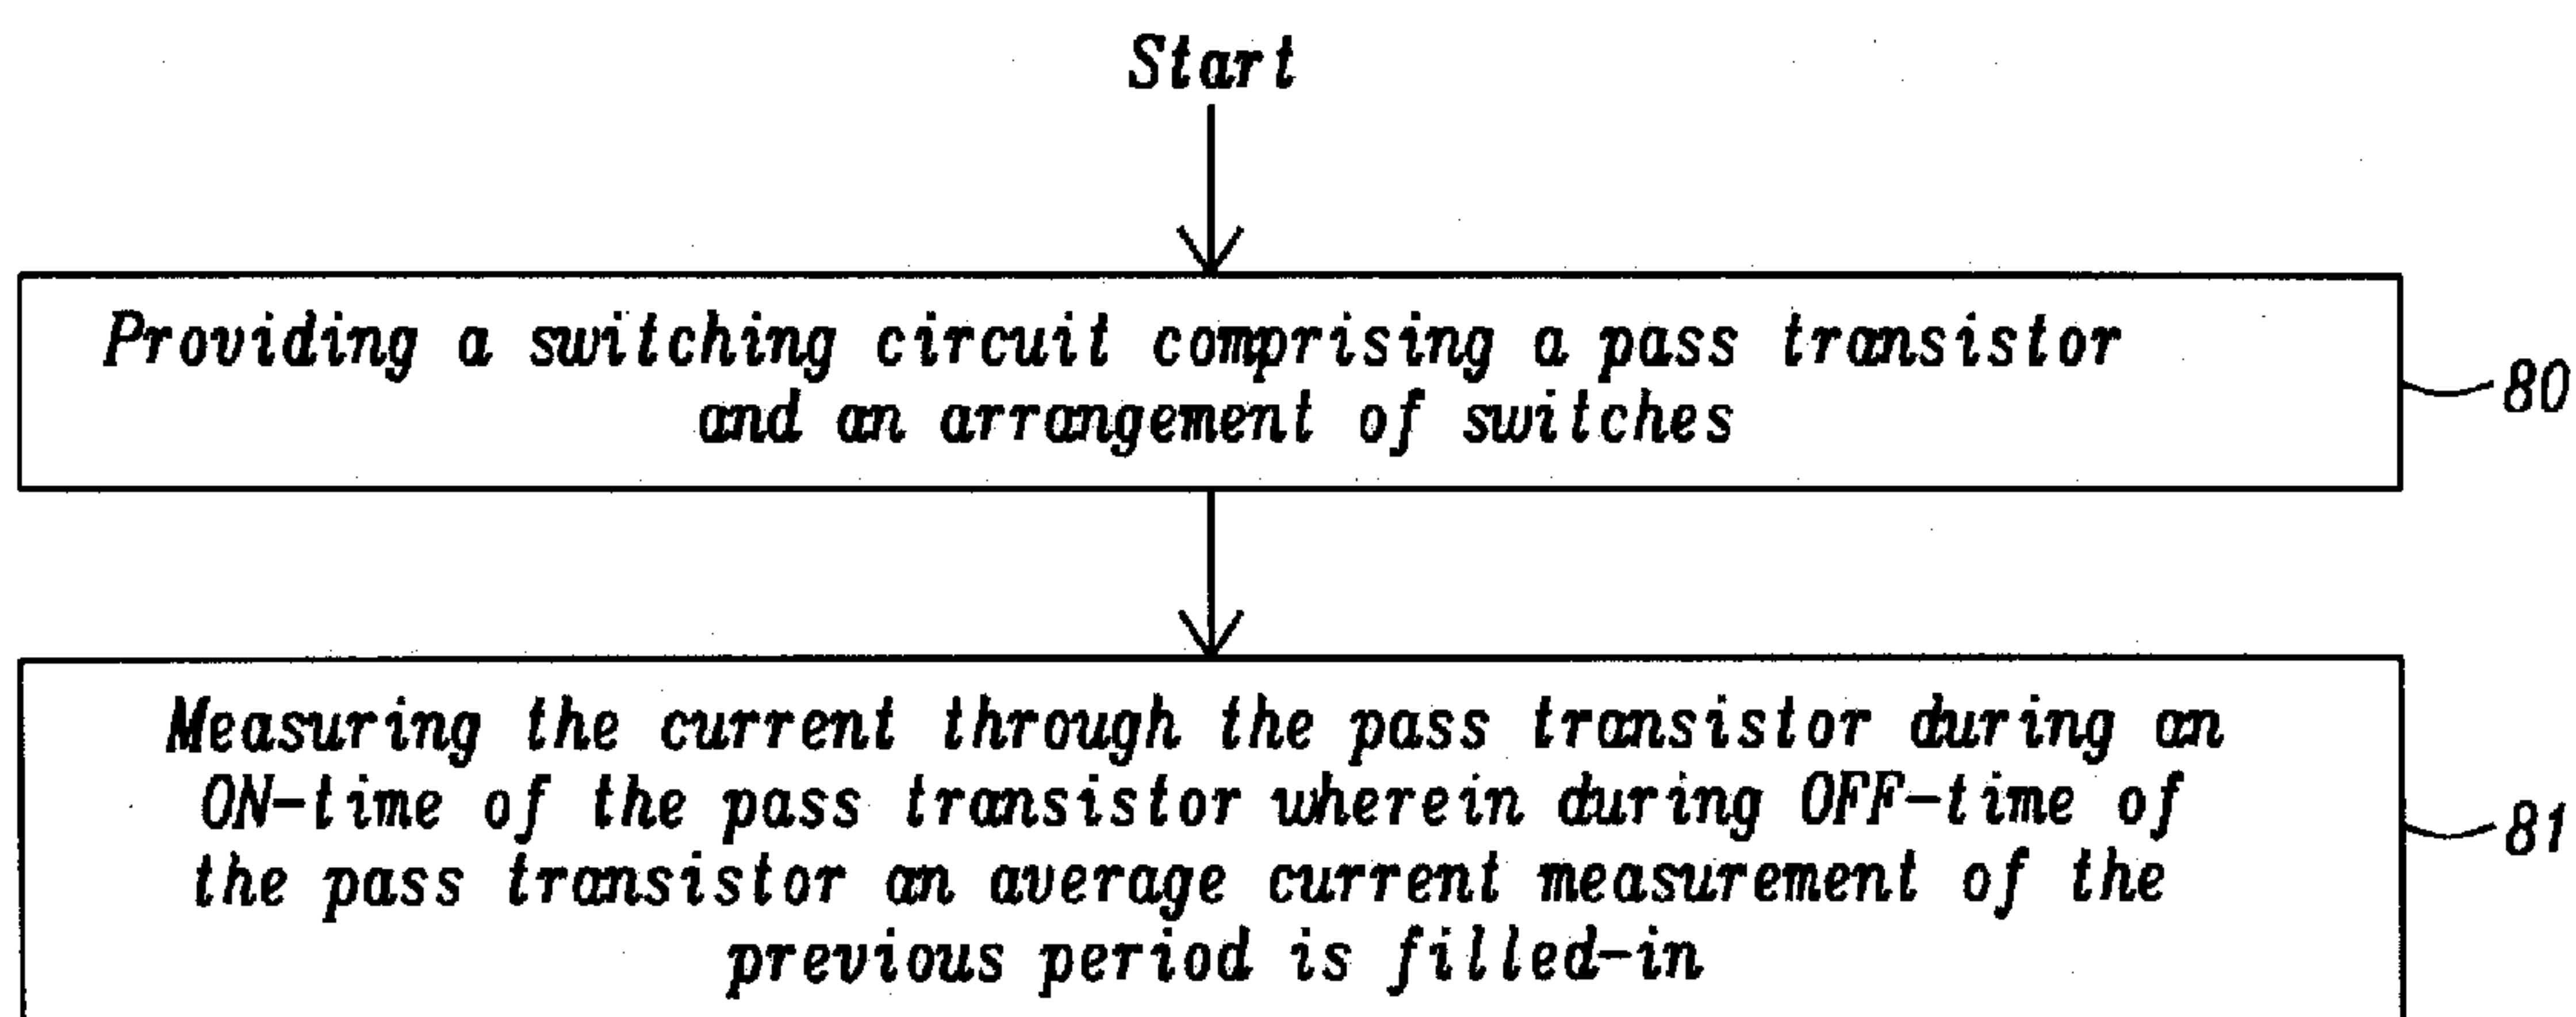 Start
Providing a switching circuit comprising a pass transistor
and an arrangement of switches
80
Measuring the current through the pass transistor during an
ON-time of the pass transistor wherein during OFF-time of
the pass transistor an average current measurement of the
previous period is filled-in
81